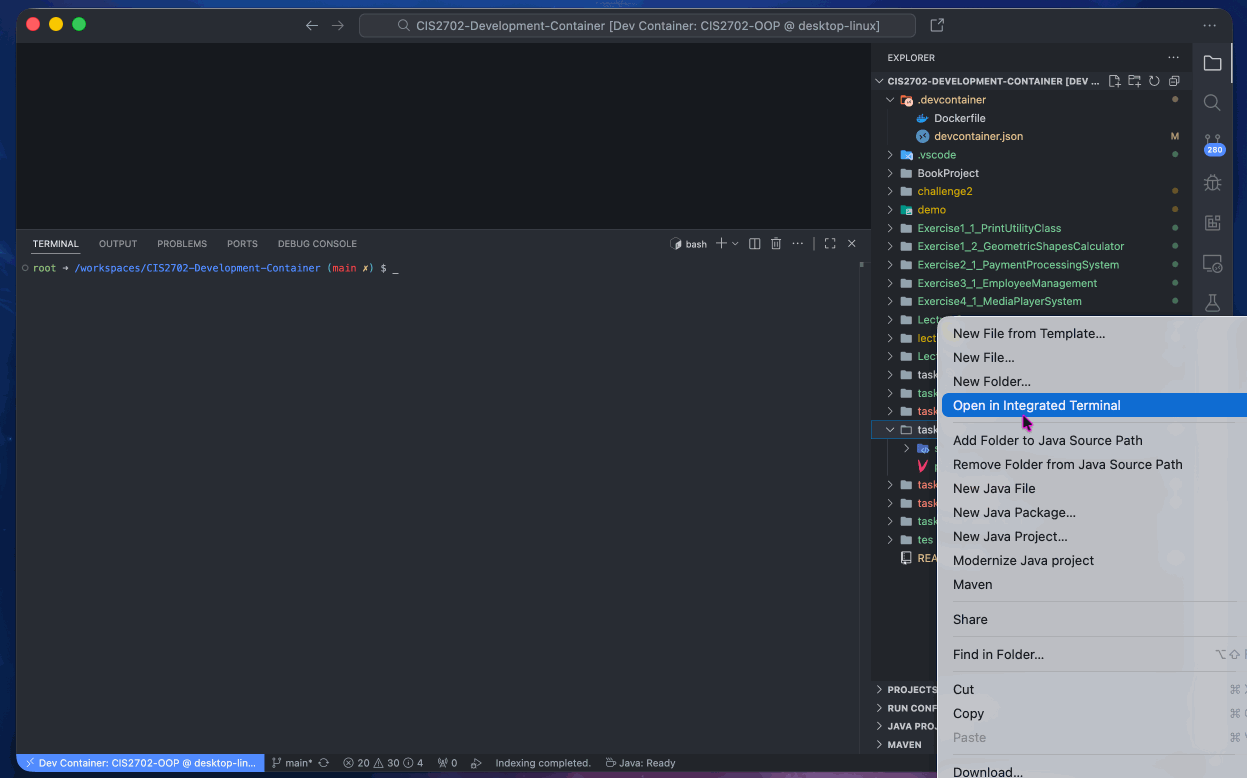 CIS2702-Development-Container [Dev Container: CIS2702-OOP @ desktop-linux]
EXPLORER
CIS2702-DEVELOPMENT-CONTAINER [DEV ...
.devcontainer
Dockerfile
devcontainer.json M
.vscode
280
BookProject
challenge2
demo
Exercise1_1_PrintUtilityClass
Exercise1_2_GeometricShapesCalculator
Exercise2_1_PaymentProcessingSystem
Exercise3_1_EmployeeManagement
Exercise4_1_MediaPlayerSystem
Lect
lect
Lec
task
task
task
task
task
task
task
tes
REA
PROJECTS
RUN CONF
JAVA PROJ
MAVEN
TERMINAL OUTPUT PROBLEMS PORTS DEBUG CONSOLE bash
root ➜ /workspaces/CIS2702-Development-Container (main ✗) $ _
New File from Template...
New File...
New Folder...
Open in Integrated Terminal
Add Folder to Java Source Path
Remove Folder from Java Source Path
New Java File
New Java Package...
New Java Project...
Modernize Java project
Maven
Share
Find in Folder... ⌥⇧
Cut ⌘
Copy ⌘
Paste ⌘
Download...
Dev Container: CIS2702-OOP @ desktop-lin... main* 20 30 4 0 Indexing completed. Java: Ready